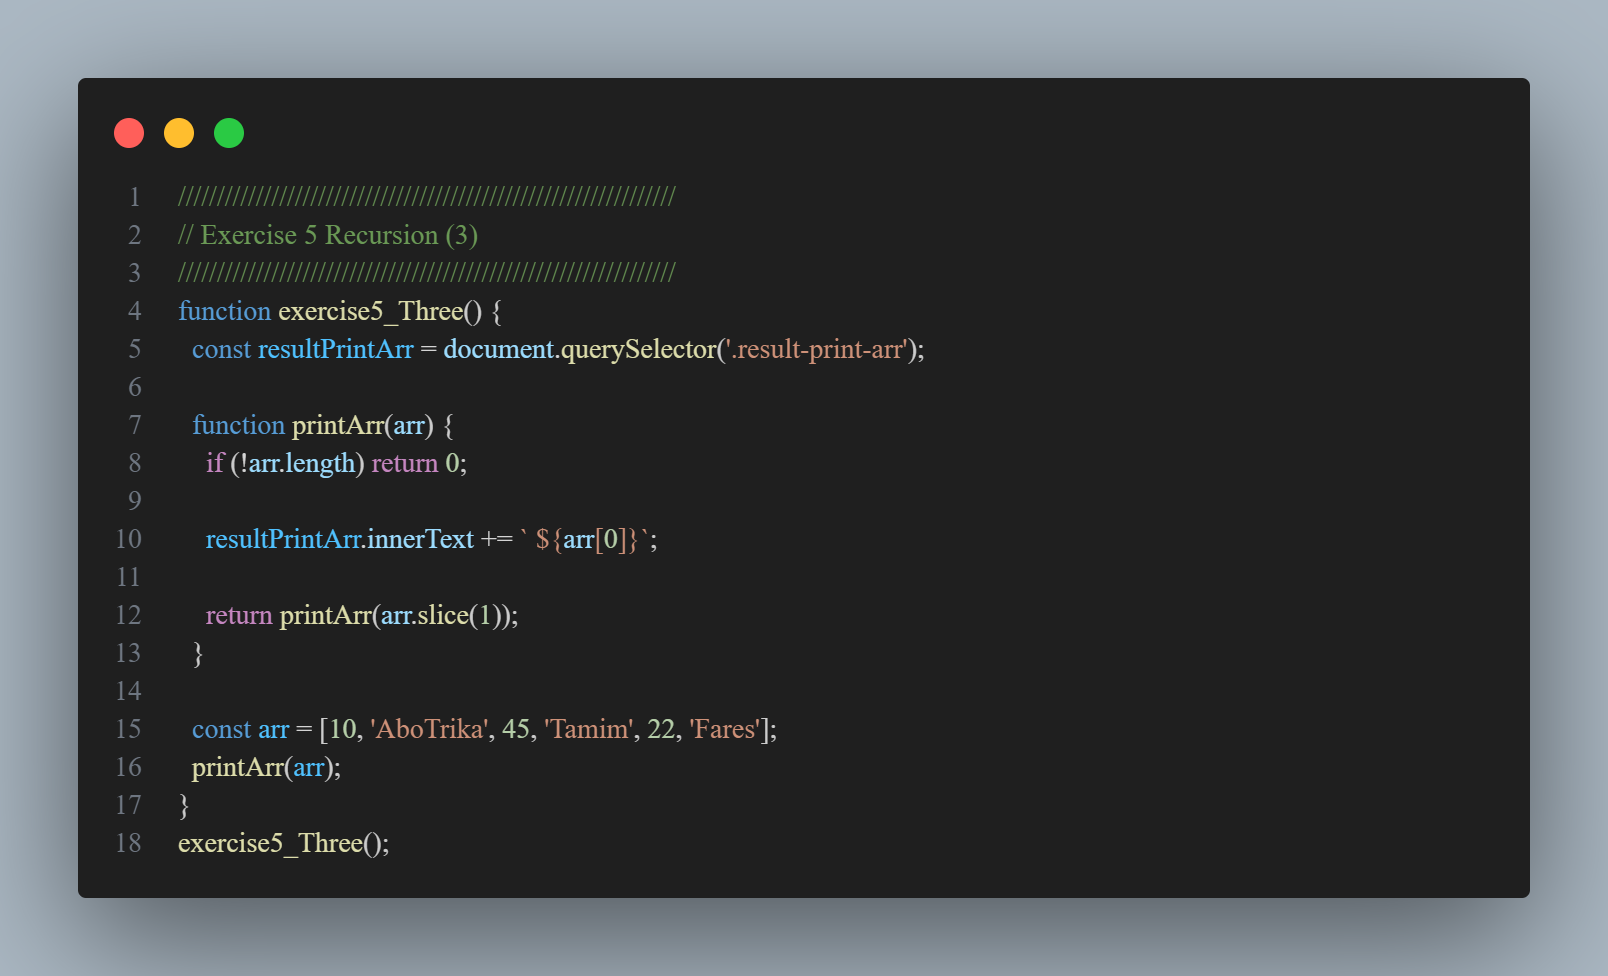 1 ////////////////////////////////////////////////////////////////
2 // Exercise 5 Recursion (3)
3 ////////////////////////////////////////////////////////////////
4 function exercise5_Three() {
5 const resultPrintArr = document.querySelector('.result-print-arr');
6
7 function printArr(arr) {
8 if (!arr.length) return 0;
9
10 resultPrintArr.innerText += ` ${arr[0]}`;
11
12 return printArr(arr.slice(1));
13 }
14
15 const arr = [10, 'AboTrika', 45, 'Tamim', 22, 'Fares'];
16 printArr(arr);
17 }
18 exercise5_Three();